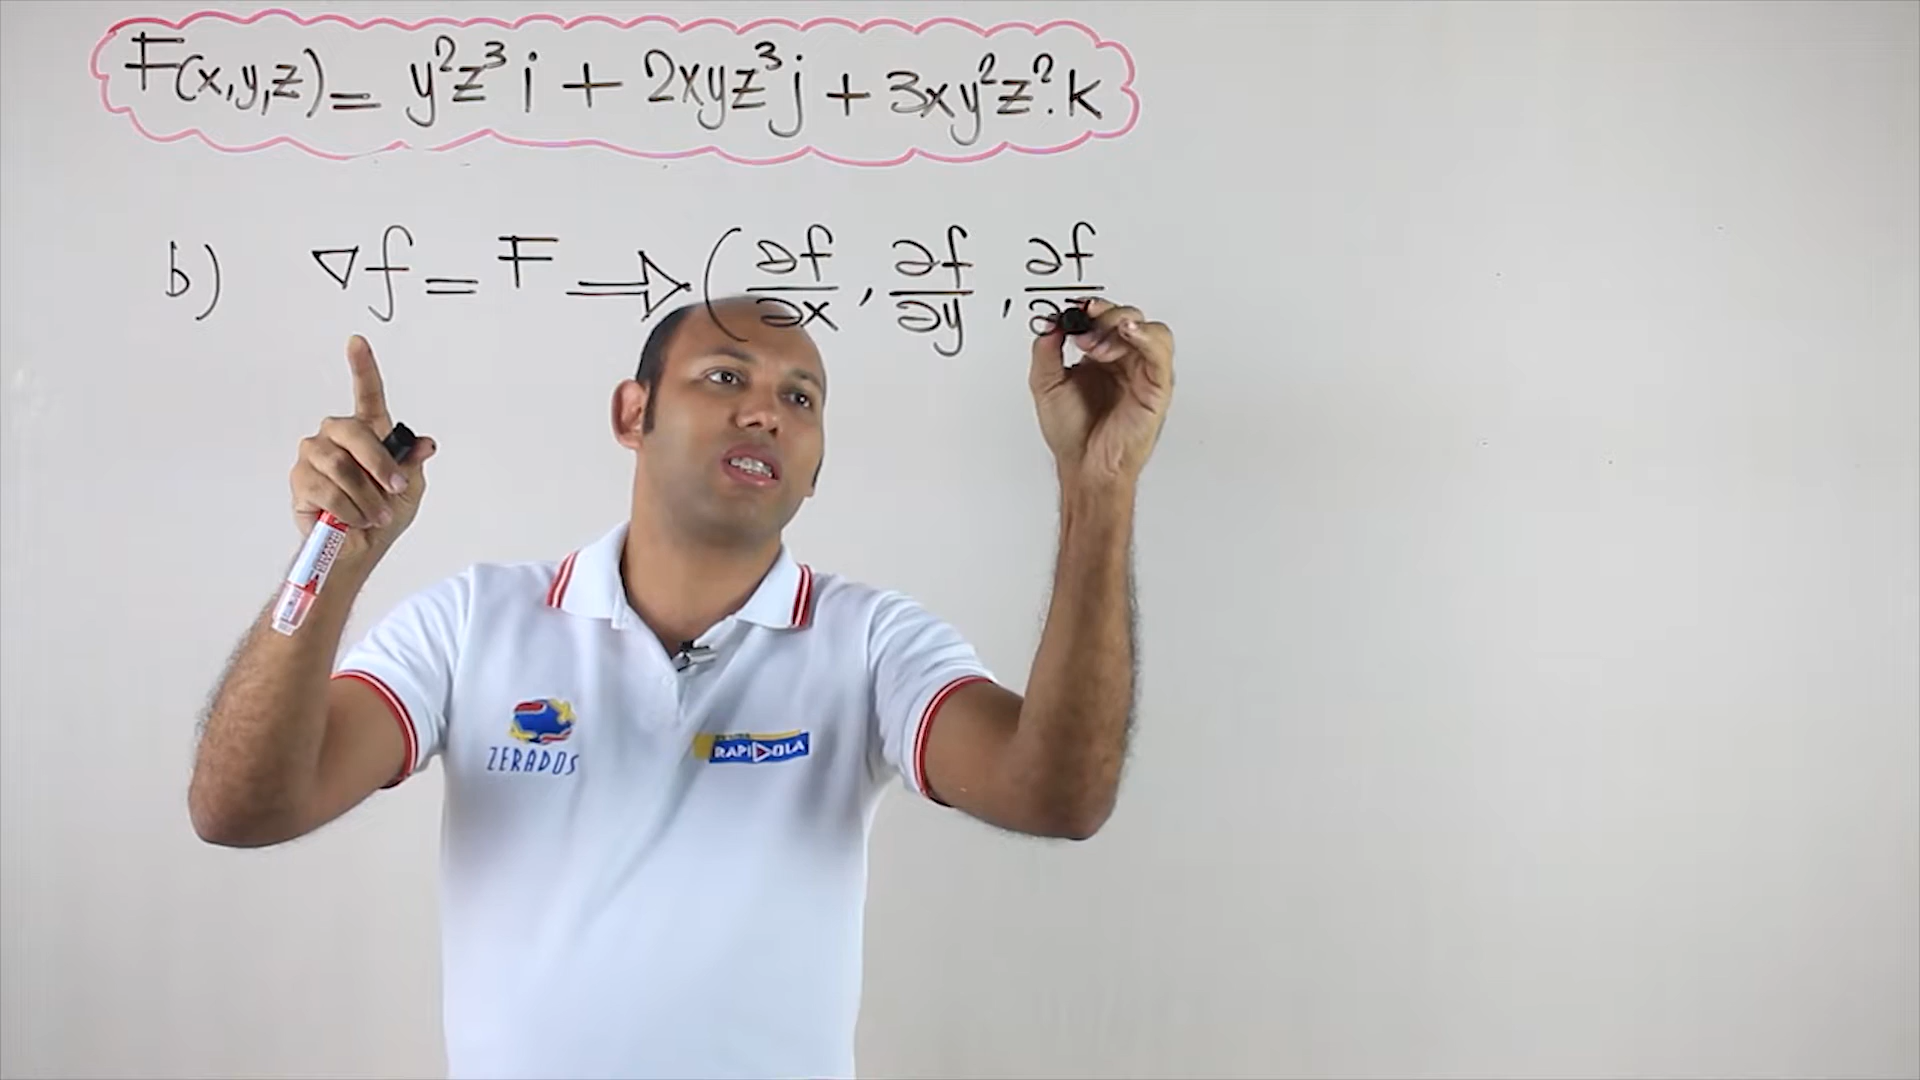 F(x,y,z) = y²z³ i + 2xyz³ j + 3xy²z². k
b) ∇f = F ⇒ (∂f/∂x, ∂f/∂y, ∂f/∂z
ZERADOS
RAPIDOLA